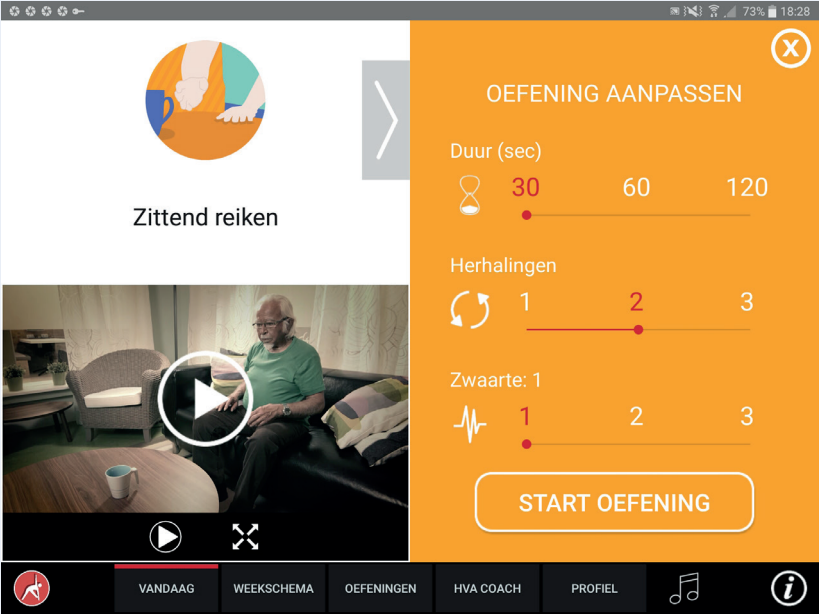 73% 18:28
Zittend reiken
OEFENING AANPASSEN
Duur (sec)
30 60 120
Herhalingen
1 2 3
Zwaarte: 1
1 2 3
START OEFENING
VANDAAG WEEKSCHEMA OEFENINGEN HVA COACH PROFIEL